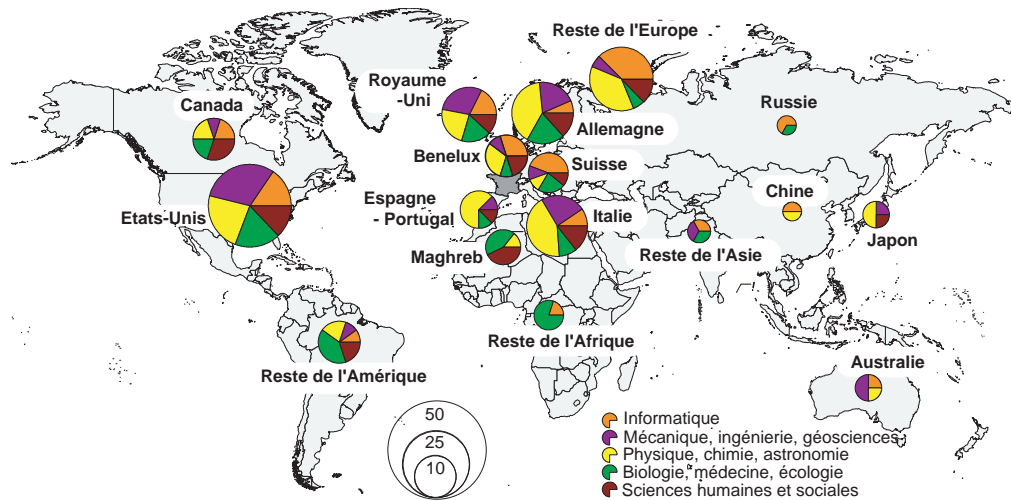 Reste de l'Europe
Royaume
-Uni
Canada
Russie
Allemagne
Benelux
Suisse
Chine
Espagne
- Portugal
Etats-Unis
Italie
Japon
Maghreb
Reste de l'Asie
Reste de l'Afrique
Australie
Reste de l'Amérique
50
25
10
Informatique
Mécanique, ingénierie, géosciences
Physique, chimie, astronomie
Biologie, médecine, écologie
Sciences humaines et sociales